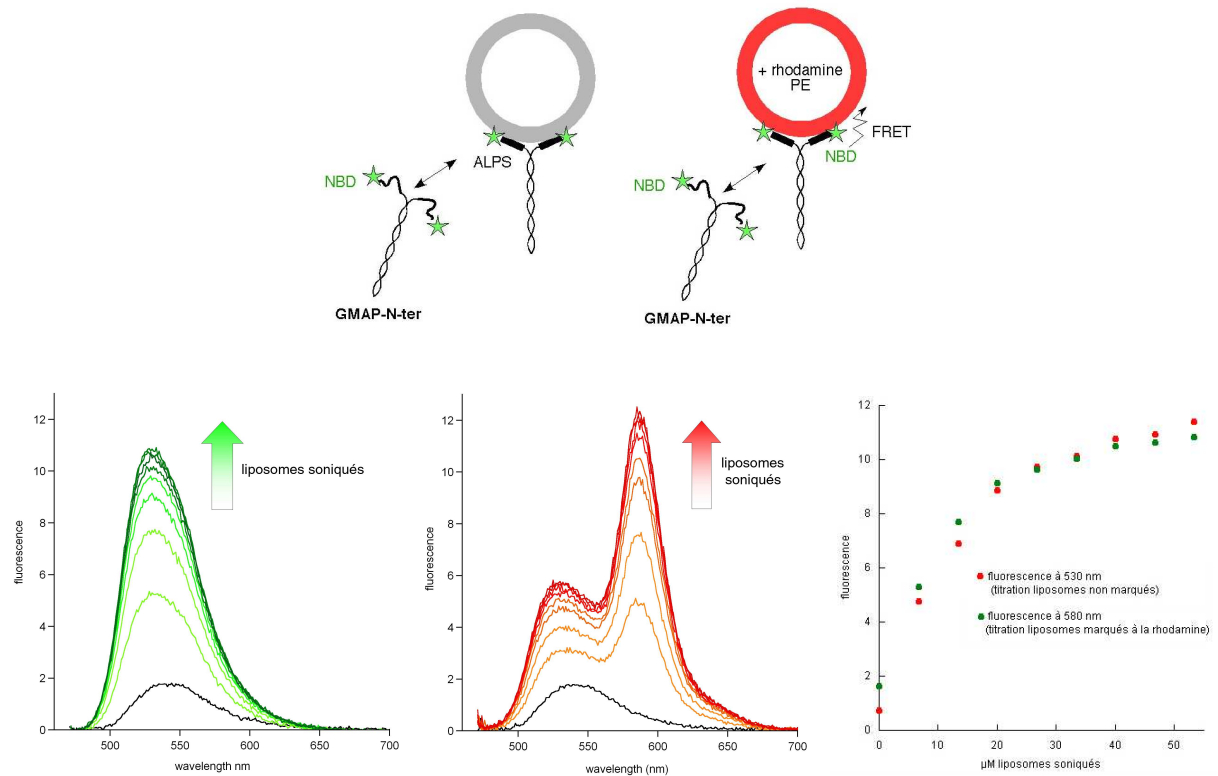 + rhodamine
PE
FRET
ALPS
NBD
NBD
NBD
GMAP-N-ter
GMAP-N-ter
12
10
8
6
4
2
0
fluorescence
liposomes soniqués
500
550
600
650
700
wavelength nm
12
10
8
6
4
2
0
fluorescence
liposomes
soniqués
500
550
600
650
700
wavelength (nm)
12
10
8
6
4
2
0
fluorescence
fluorescence à 530 nm
(titration liposomes non marqués)
fluorescence à 580 nm
(titration liposomes marqués à la rhodamine)
0
10
20
30
40
50
µM liposomes soniqués